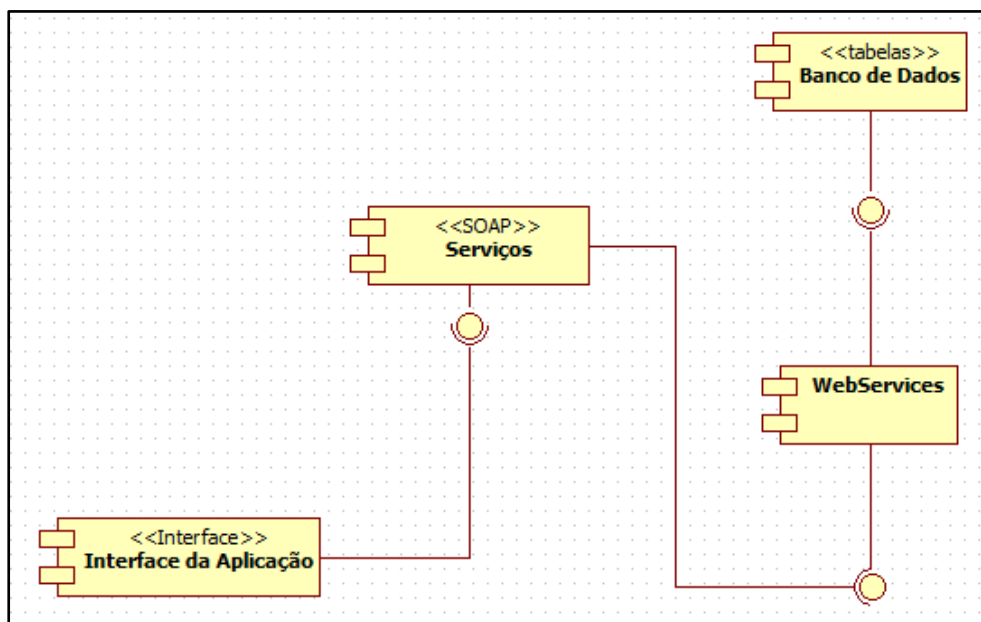 <<tabelas>>
Banco de Dados
<<SOAP>>
Serviços
WebServices
<<Interface>>
Interface da Aplicação